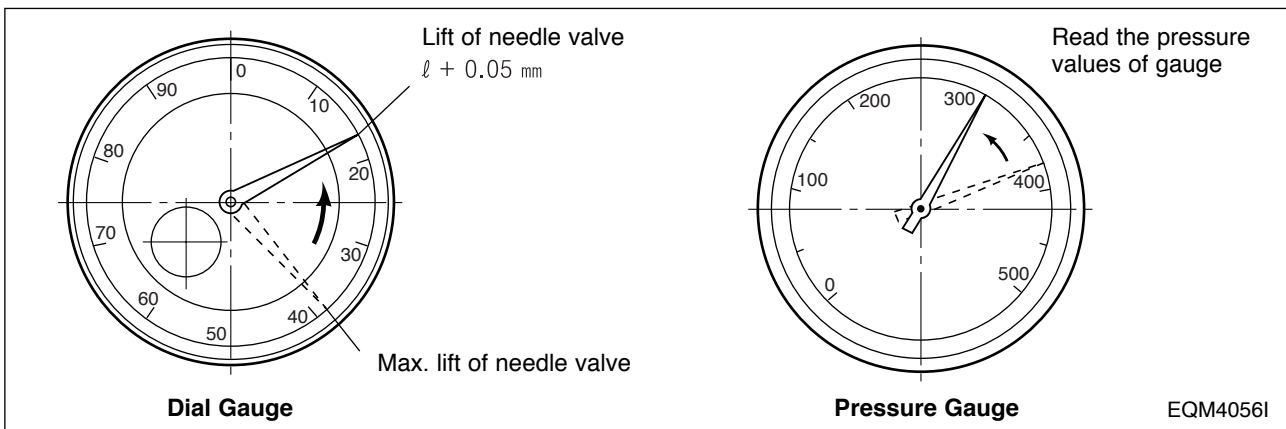 Lift of needle valve
ℓ + 0.05 ㎜
0
10
20
30
40
50
60
70
80
90
Max. lift of needle valve
Dial Gauge
Read the pressure
values of gauge
0
100
200
300
400
500
Pressure Gauge
EQM4056I